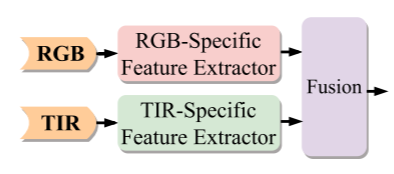 RGB
RGB-Specific
Feature Extractor
TIR
TIR-Specific
Feature Extractor
Fusion